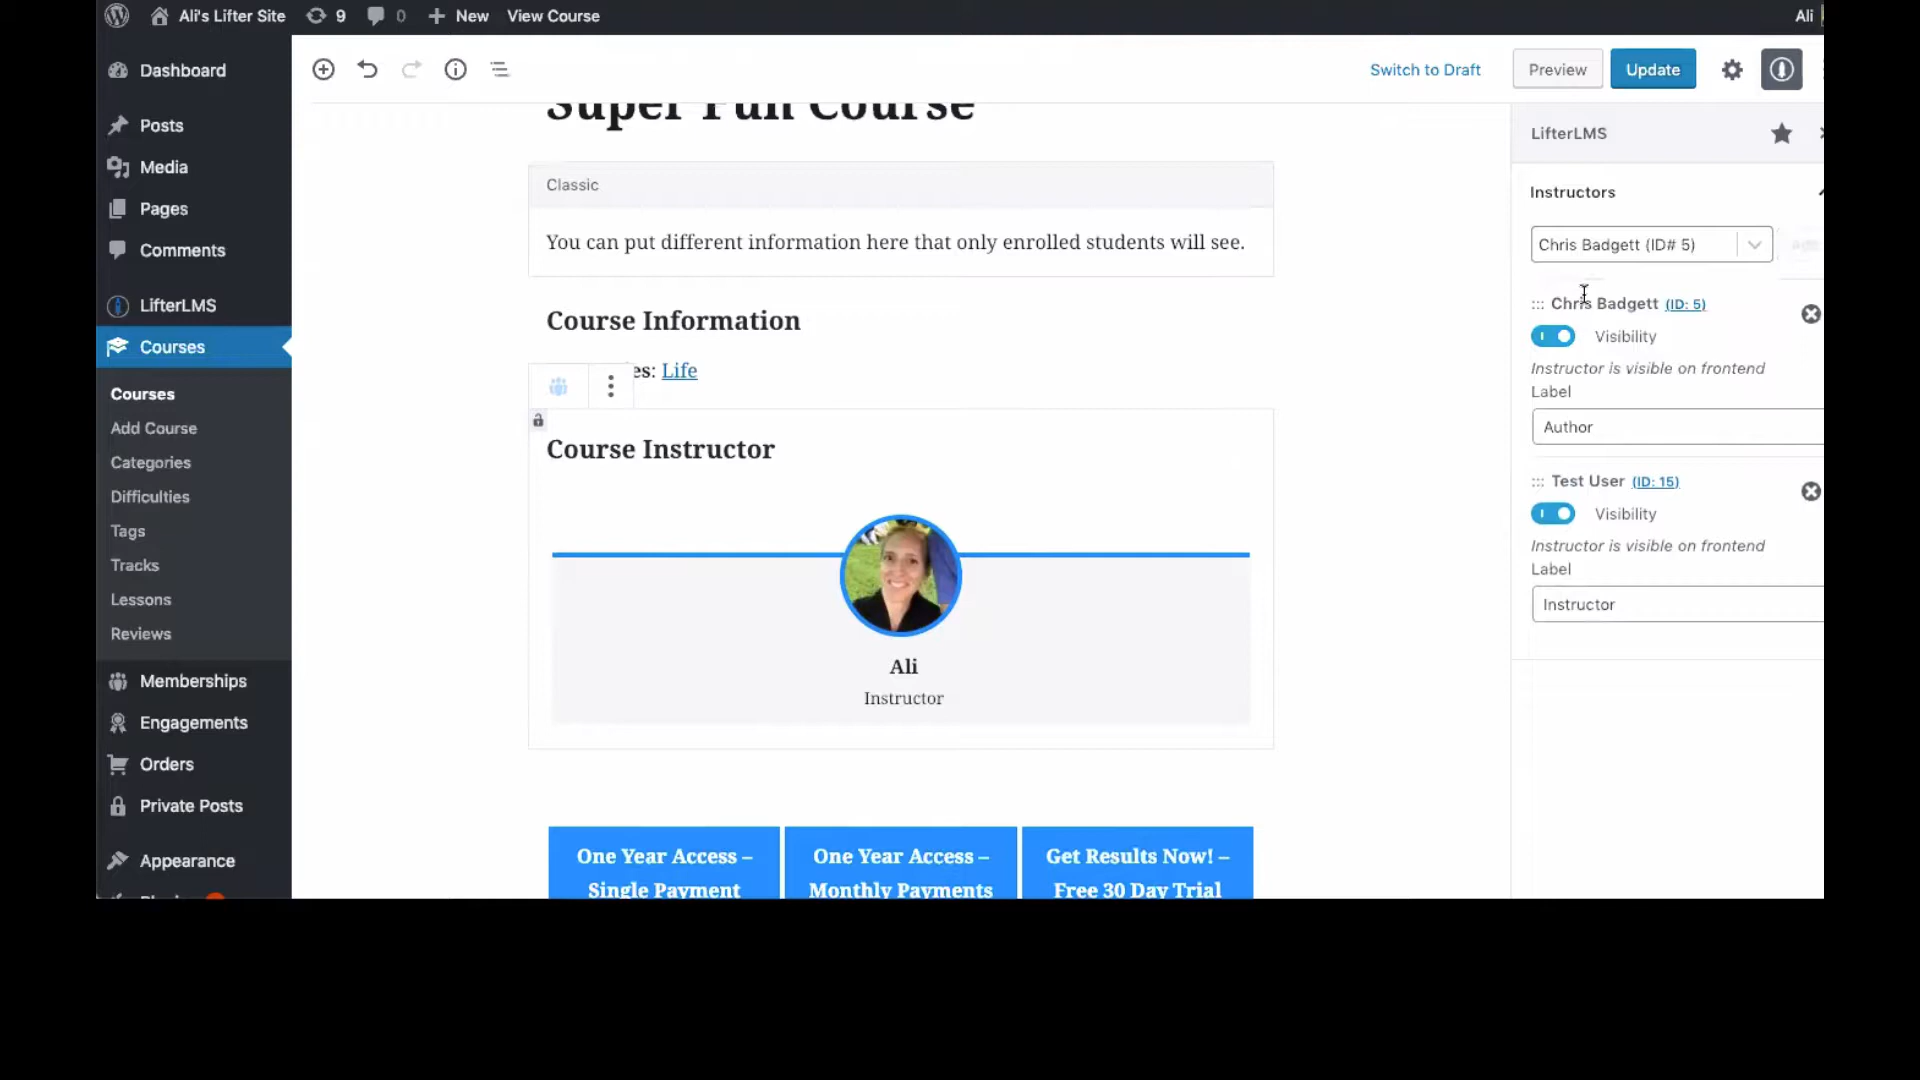 Ali's Lifter Site
9
0
New
View Course
Ali
Dashboard
Posts
Media
Pages
Comments
LifterLMS
Courses
Courses
Add Course
Categories
Difficulties
Tags
Tracks
Lessons
Reviews
Memberships
Engagements
Orders
Private Posts
Appearance
Switch to Draft
Preview
Update
Super Fun Course
Classic
You can put different information here that only enrolled students will see.
Course Information
es: Life
Course Instructor
Ali
Instructor
One Year Access –
Single Payment
One Year Access –
Monthly Payments
Get Results Now! –
Free 30 Day Trial
LifterLMS
Instructors
Chris Badgett (ID# 5)
Chris Badgett (ID: 5)
Visibility
Instructor is visible on frontend
Label
Author
Test User (ID: 15)
Visibility
Instructor is visible on frontend
Label
Instructor